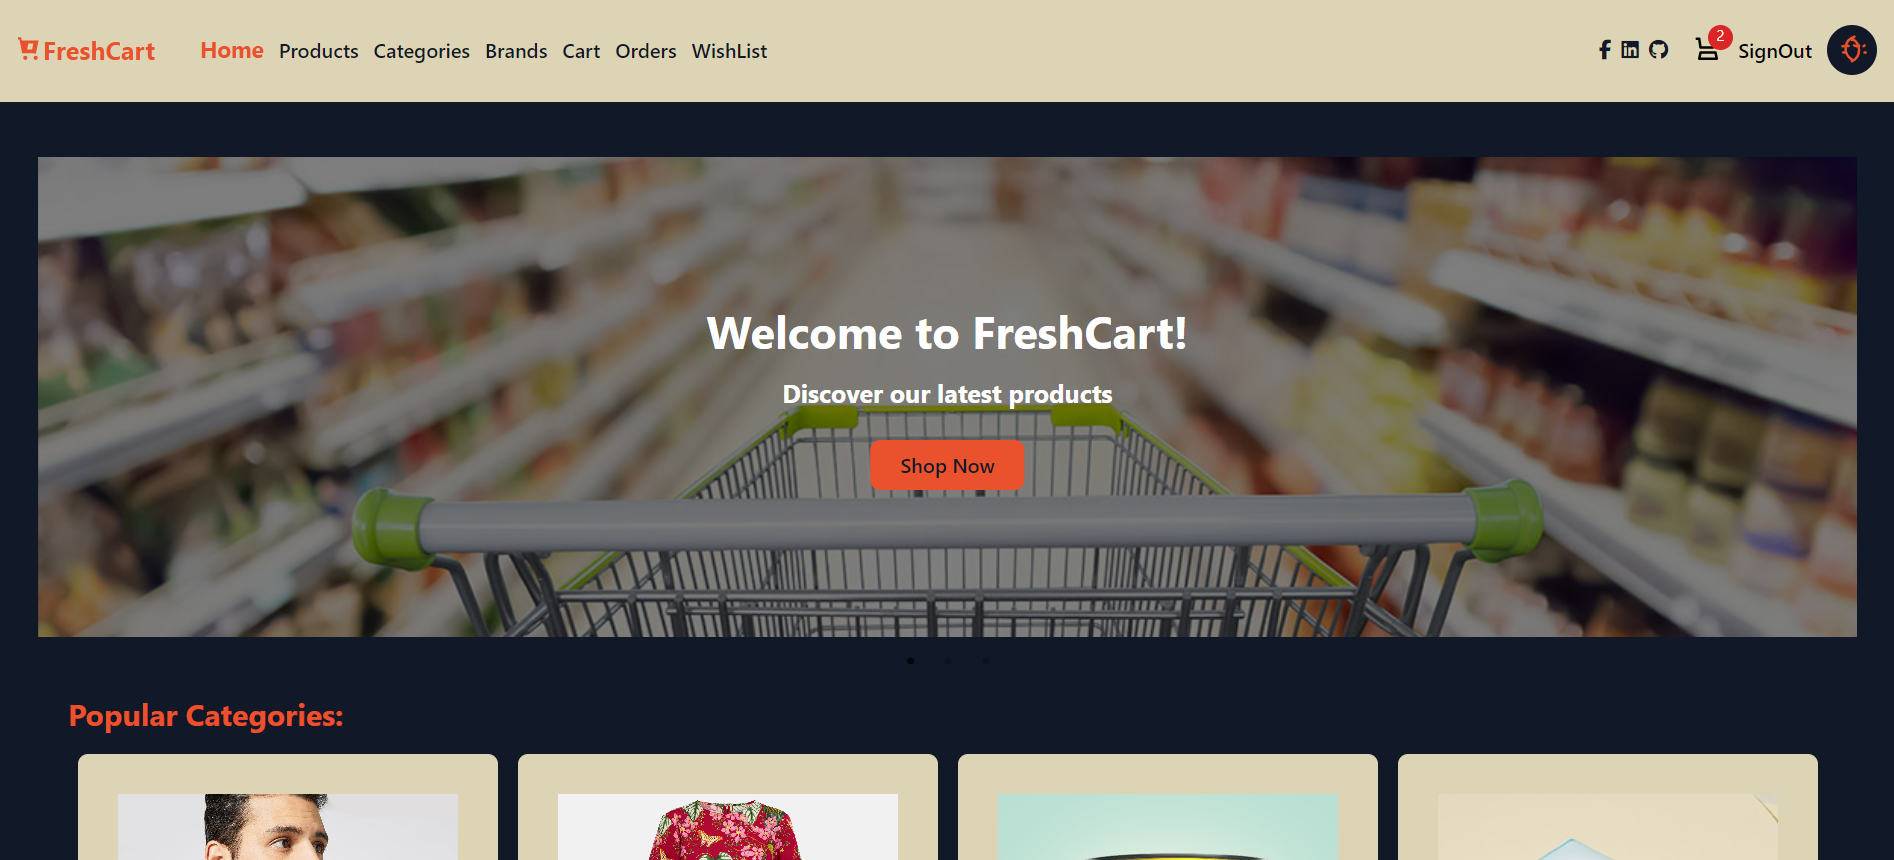 FreshCart
Home Products Categories Brands Cart Orders WishList
2
SignOut
Welcome to FreshCart!
Discover our latest products
Shop Now
Popular Categories: